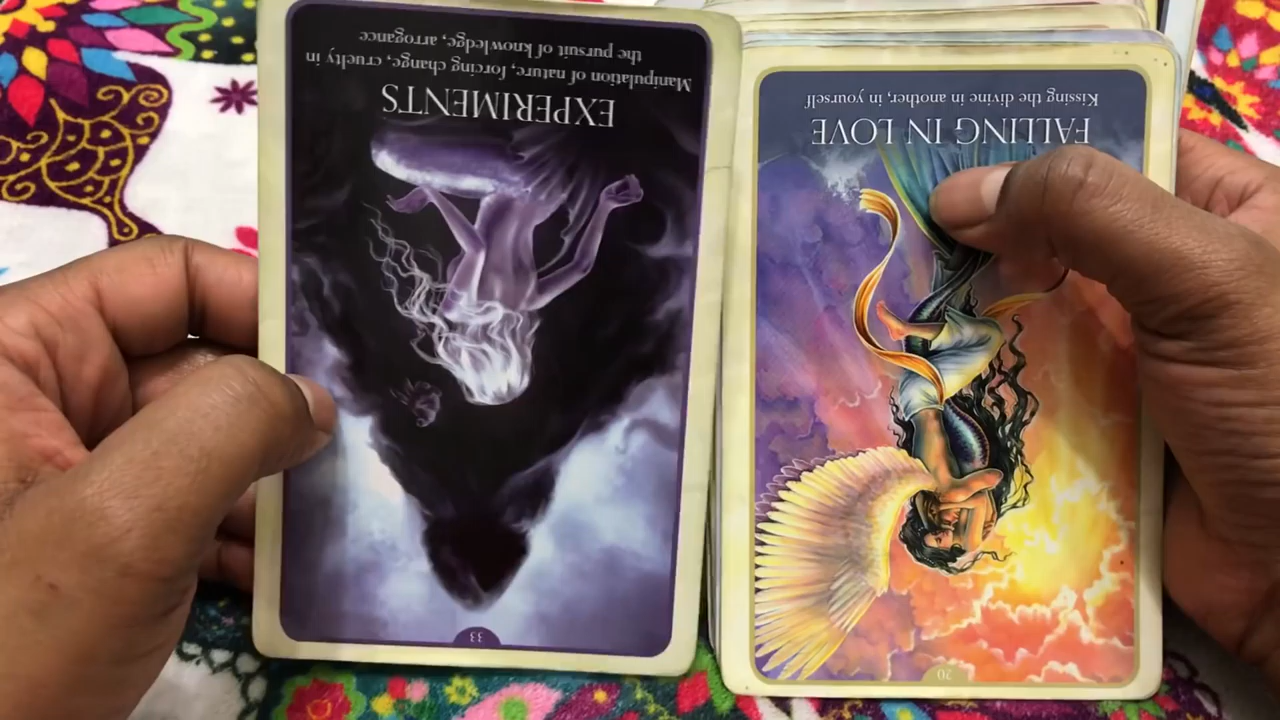 EXPERIMENTS
Manipulation of nature, forcing change, cruelty in
the pursuit of knowledge, arrogance
33
FALLING IN LOVE
Kissing the divine in another, in yourself
20